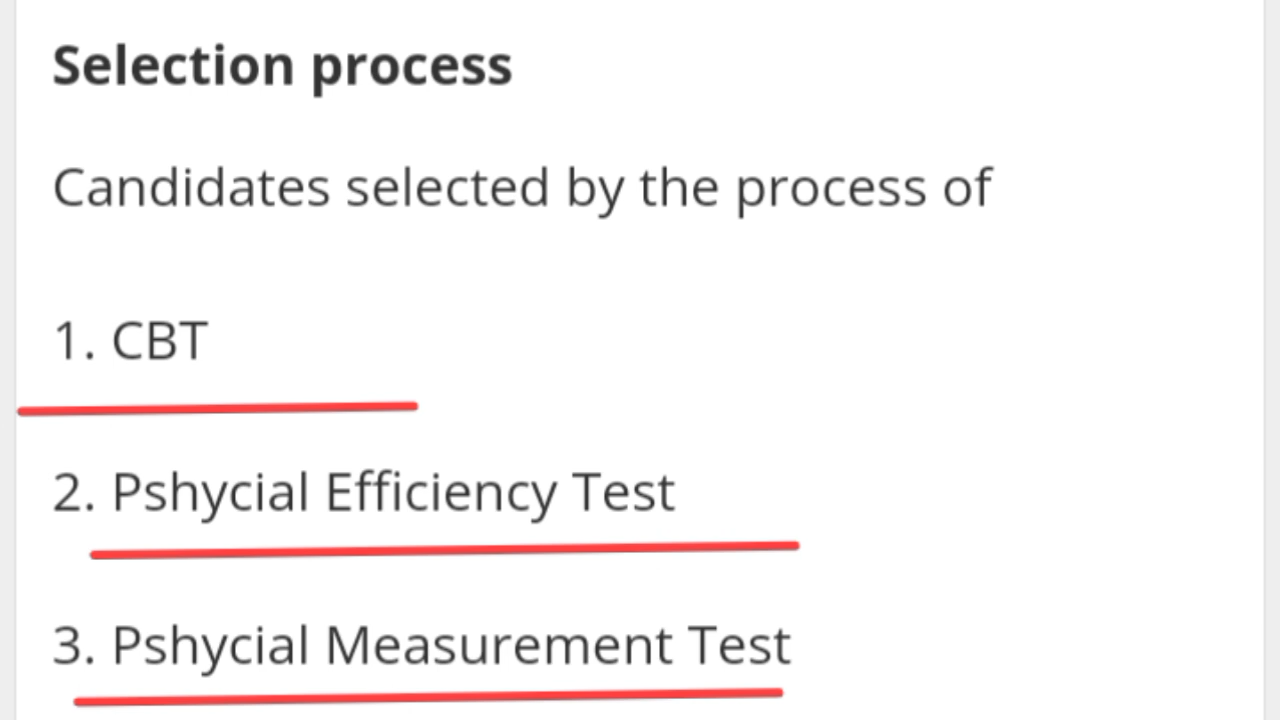 Selection process
Candidates selected by the process of
1. CBT
2. Pshycial Efficiency Test
3. Pshycial Measurement Test